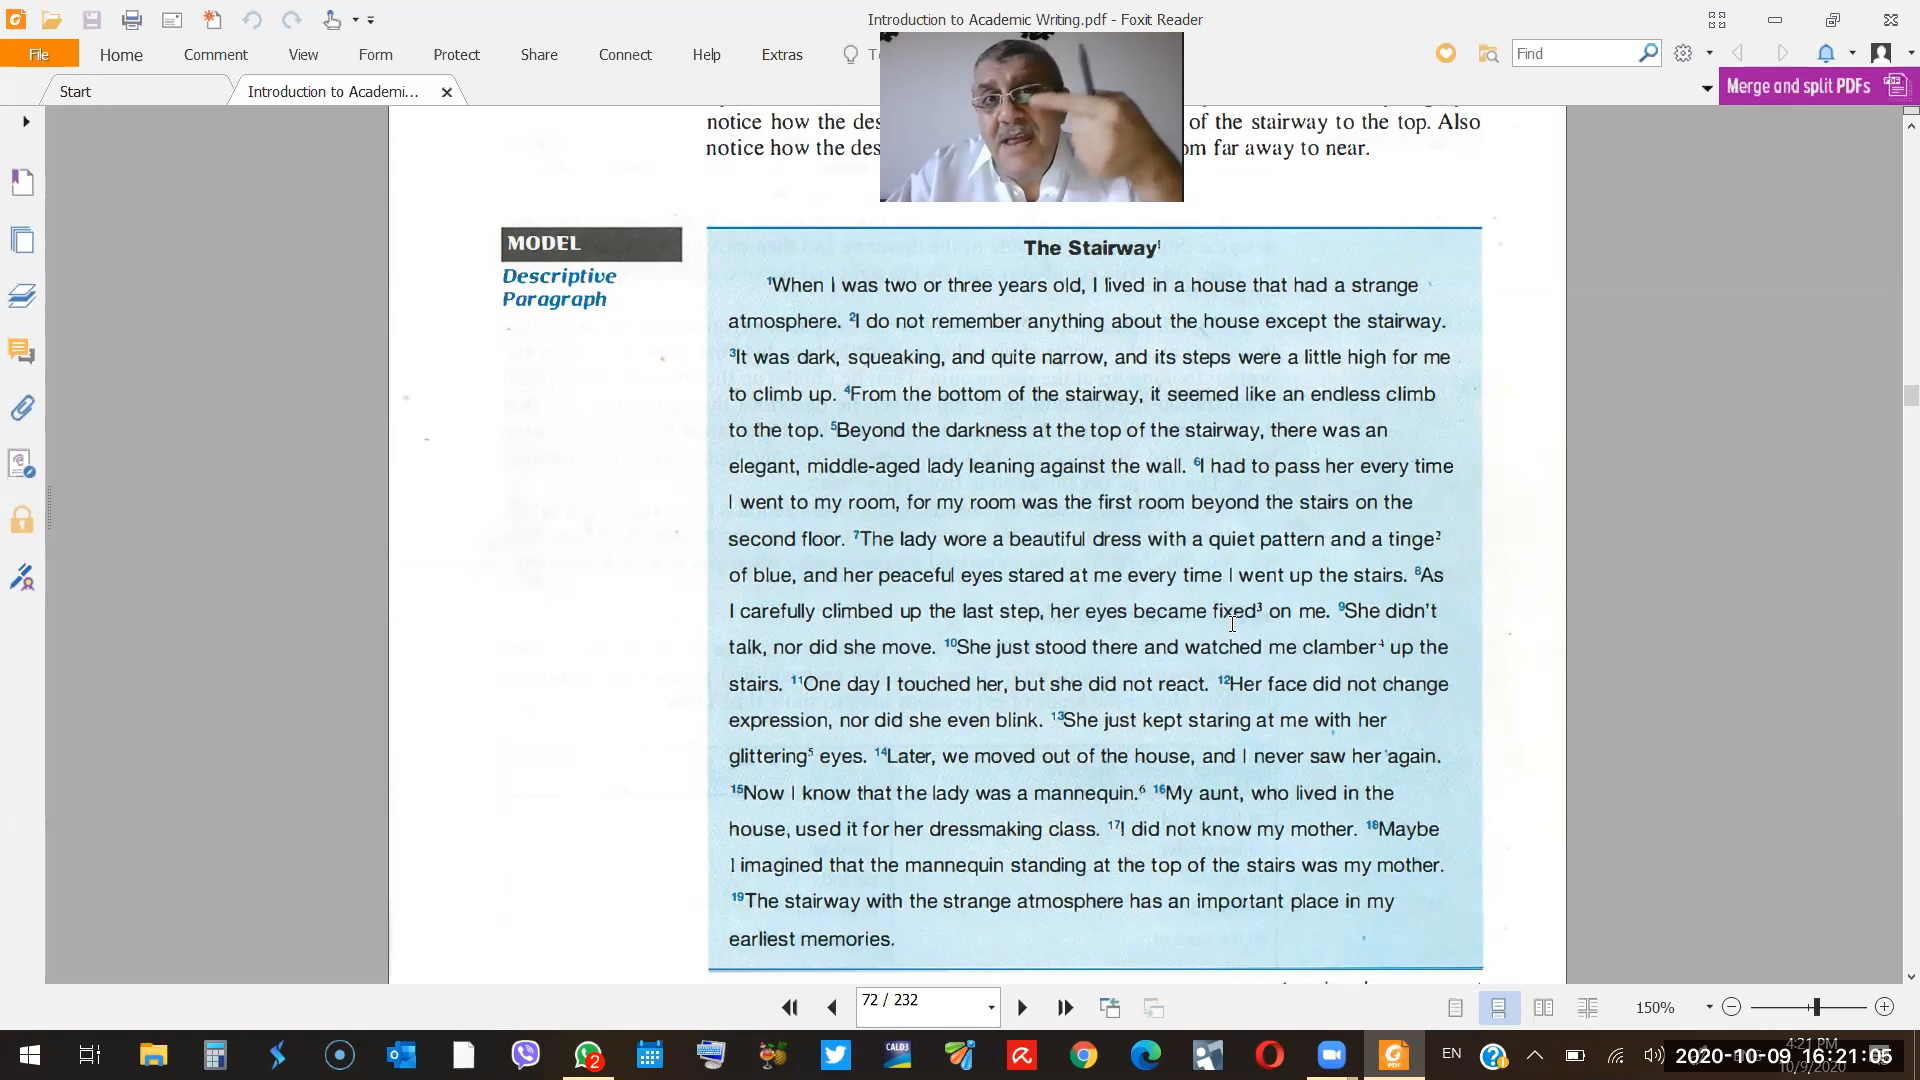 Introduction to Academic Writing.pdf - Foxit Reader
File Home Comment View Form Protect Share Connect Help Extras
Find
Start Introduction to Academi...
Merge and split PDFs
notice how the des of the stairway to the top. Also
notice how the des om far away to near.
MODEL
Descriptive
Paragraph
The Stairway¹
¹When I was two or three years old, I lived in a house that had a strange
atmosphere. ²I do not remember anything about the house except the stairway.
³It was dark, squeaking, and quite narrow, and its steps were a little high for me
to climb up. ⁴From the bottom of the stairway, it seemed like an endless climb
to the top. ⁵Beyond the darkness at the top of the stairway, there was an
elegant, middle-aged lady leaning against the wall. ⁶I had to pass her every time
I went to my room, for my room was the first room beyond the stairs on the
second floor. ⁷The lady wore a beautiful dress with a quiet pattern and a tinge²
of blue, and her peaceful eyes stared at me every time I went up the stairs. ⁸As
I carefully climbed up the last step, her eyes became fixed³ on me. ⁹She didn't
talk, nor did she move. ¹⁰She just stood there and watched me clamber⁴ up the
stairs. ¹¹One day I touched her, but she did not react. ¹²Her face did not change
expression, nor did she even blink. ¹³She just kept staring at me with her
glittering⁵ eyes. ¹⁴Later, we moved out of the house, and I never saw her again.
¹⁵Now I know that the lady was a mannequin.⁶ ¹⁶My aunt, who lived in the
house, used it for her dressmaking class. ¹⁷I did not know my mother. ¹⁸Maybe
I imagined that the mannequin standing at the top of the stairs was my mother.
¹⁹The stairway with the strange atmosphere has an important place in my
earliest memories.
72 / 232
150%
CALD3
2
EN
4:21 PM
2020-10-09 16:21:05
10/9/2020